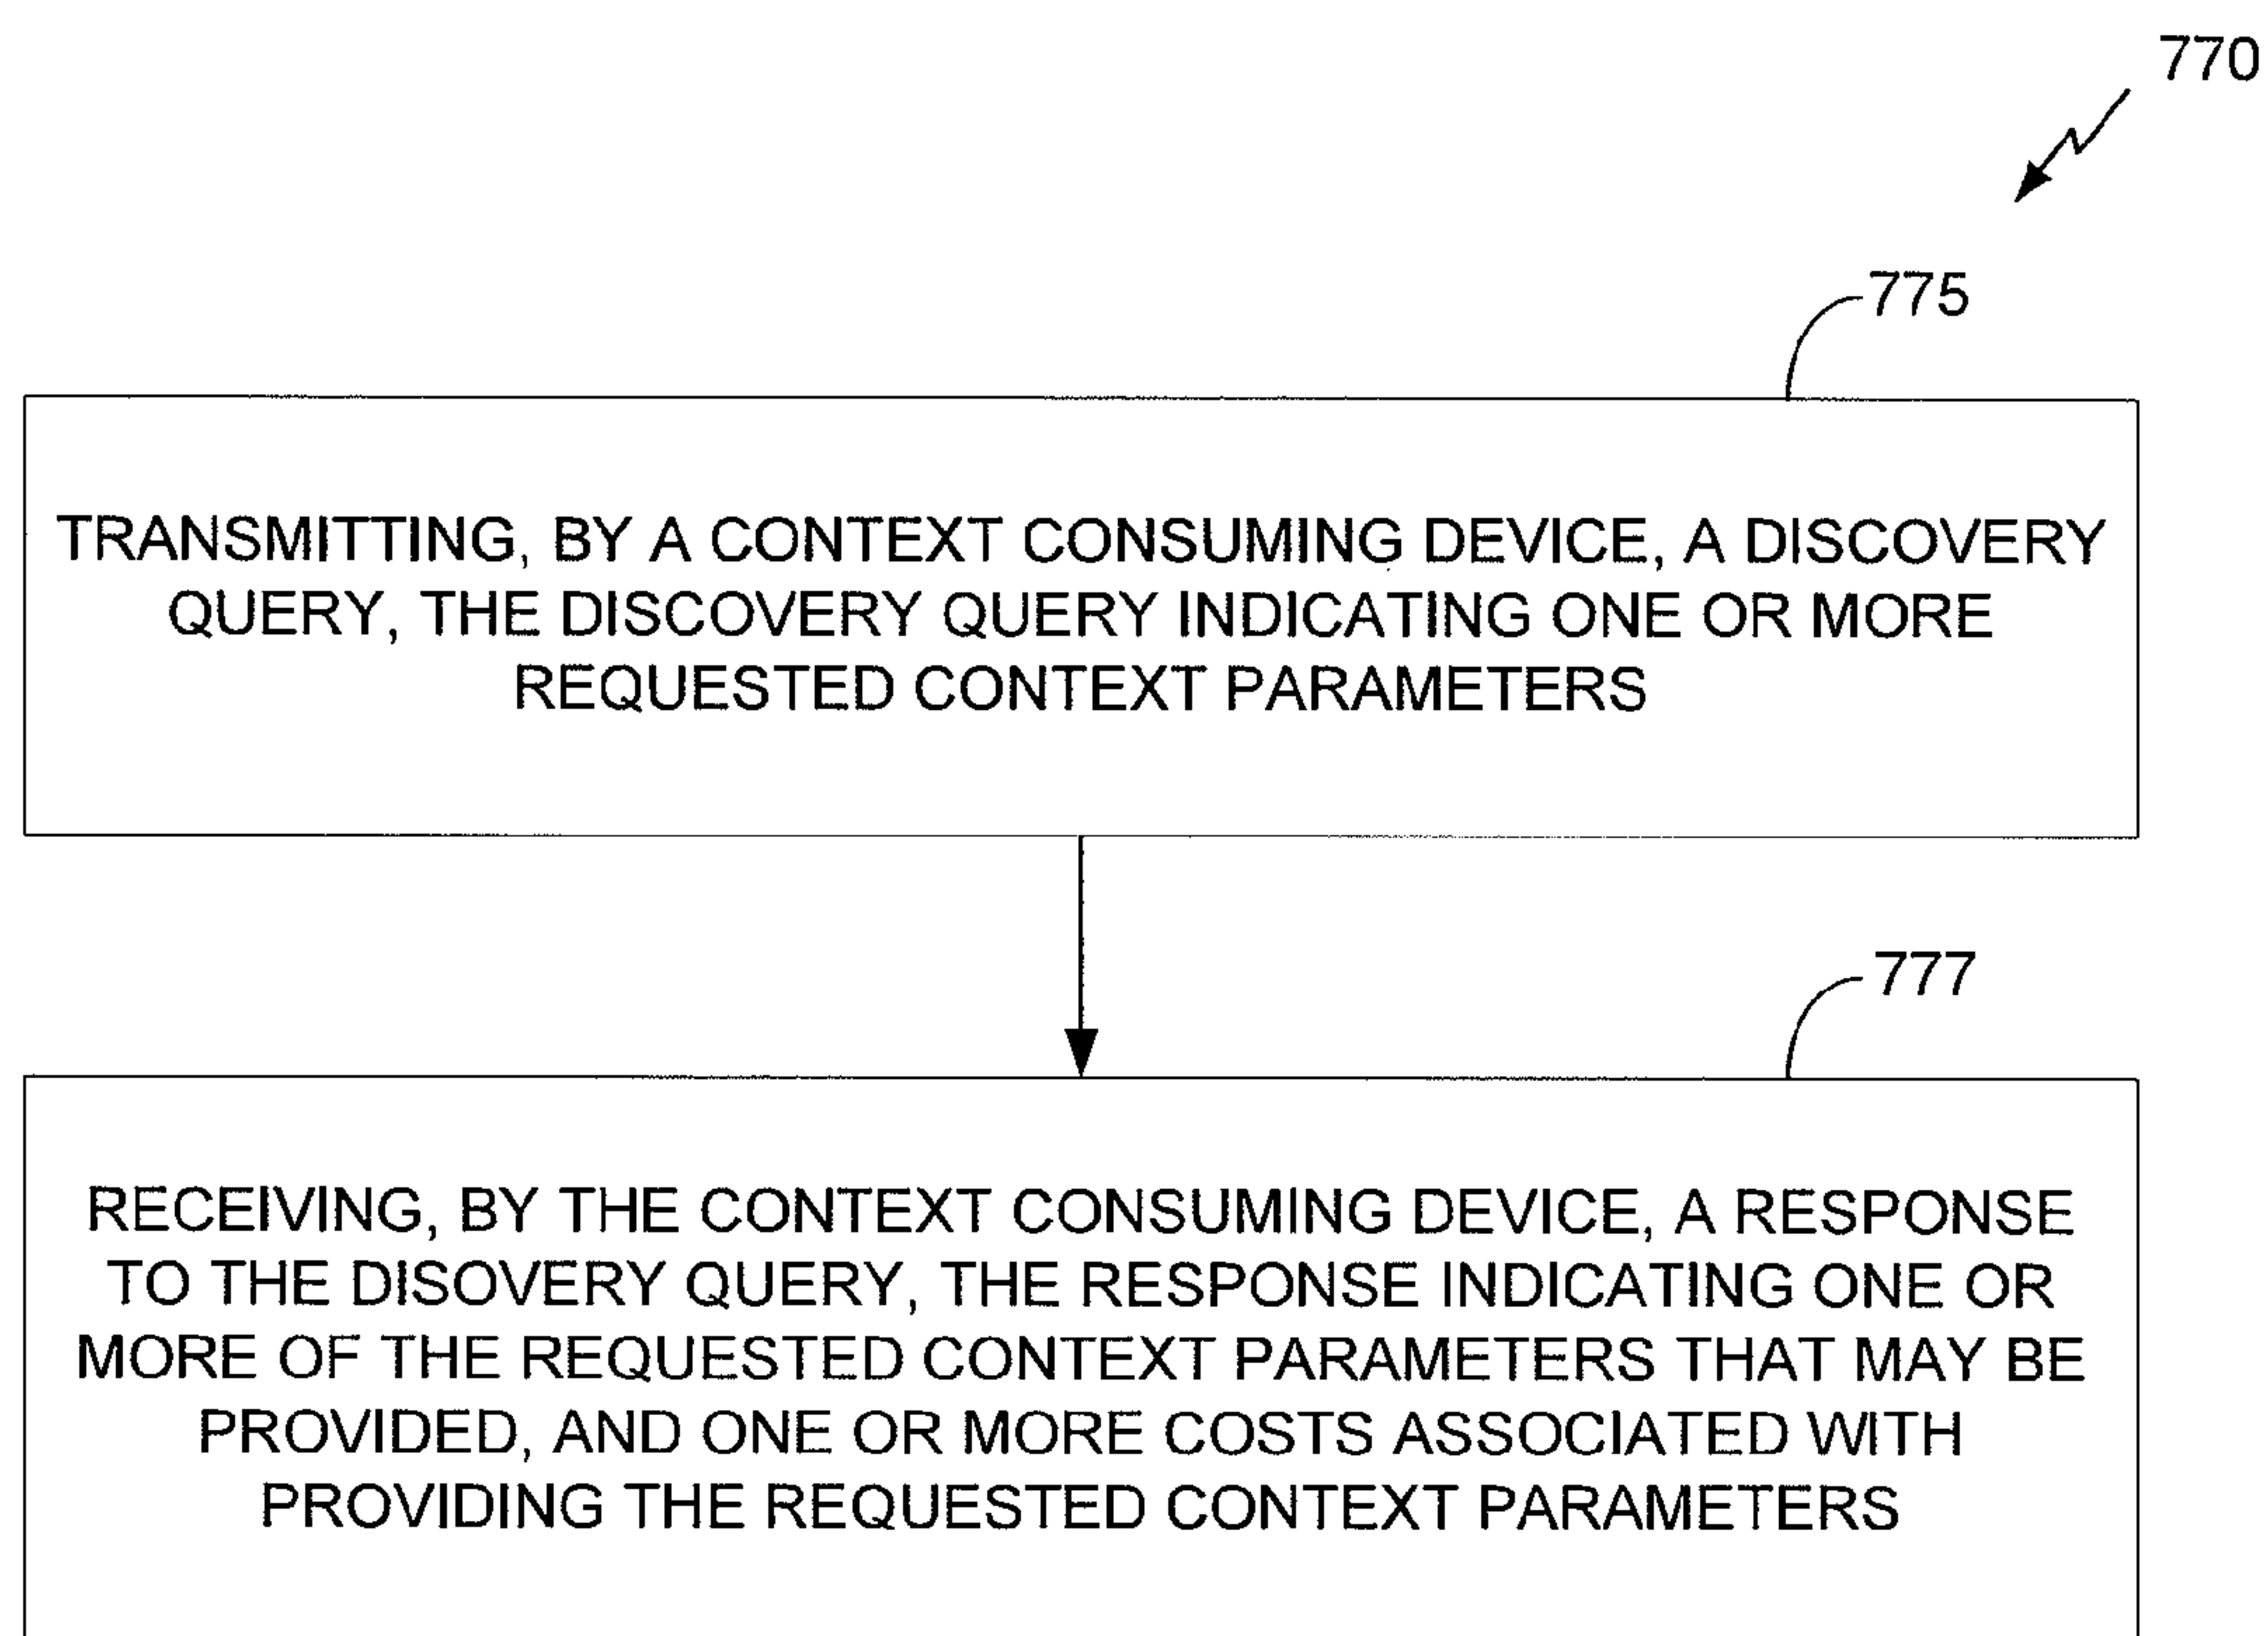 770
775
TRANSMITTING, BY A CONTEXT CONSUMING DEVICE, A DISCOVERY
QUERY, THE DISCOVERY QUERY INDICATING ONE OR MORE
REQUESTED CONTEXT PARAMETERS
777
RECEIVING, BY THE CONTEXT CONSUMING DEVICE, A RESPONSE
TO THE DISOVERY QUERY, THE RESPONSE INDICATING ONE OR
MORE OF THE REQUESTED CONTEXT PARAMETERS THAT MAY BE
PROVIDED, AND ONE OR MORE COSTS ASSOCIATED WITH
PROVIDING THE REQUESTED CONTEXT PARAMETERS